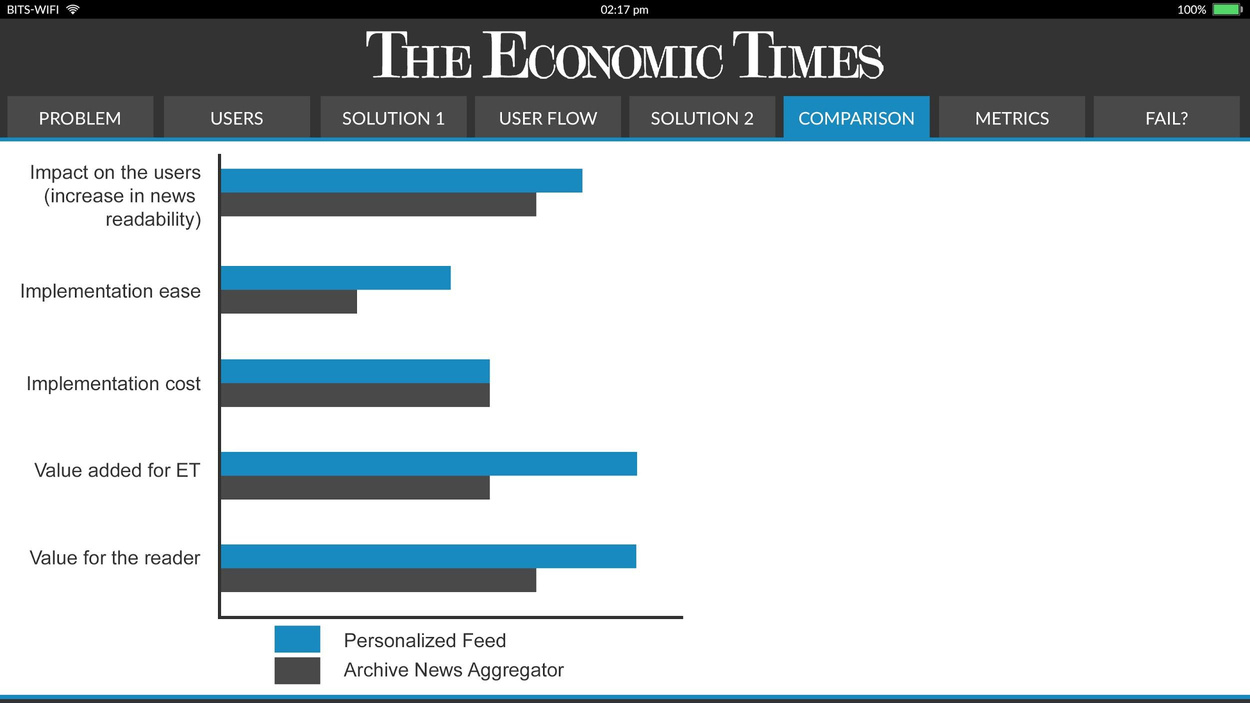 BITS-WIFI 02:17 pm 100%
THE ECONOMIC TIMES
PROBLEM USERS SOLUTION 1 USER FLOW SOLUTION 2 COMPARISON METRICS FAIL?
Impact on the users
(increase in news
readability)
Implementation ease
Implementation cost
Value added for ET
Value for the reader
Personalized Feed
Archive News Aggregator